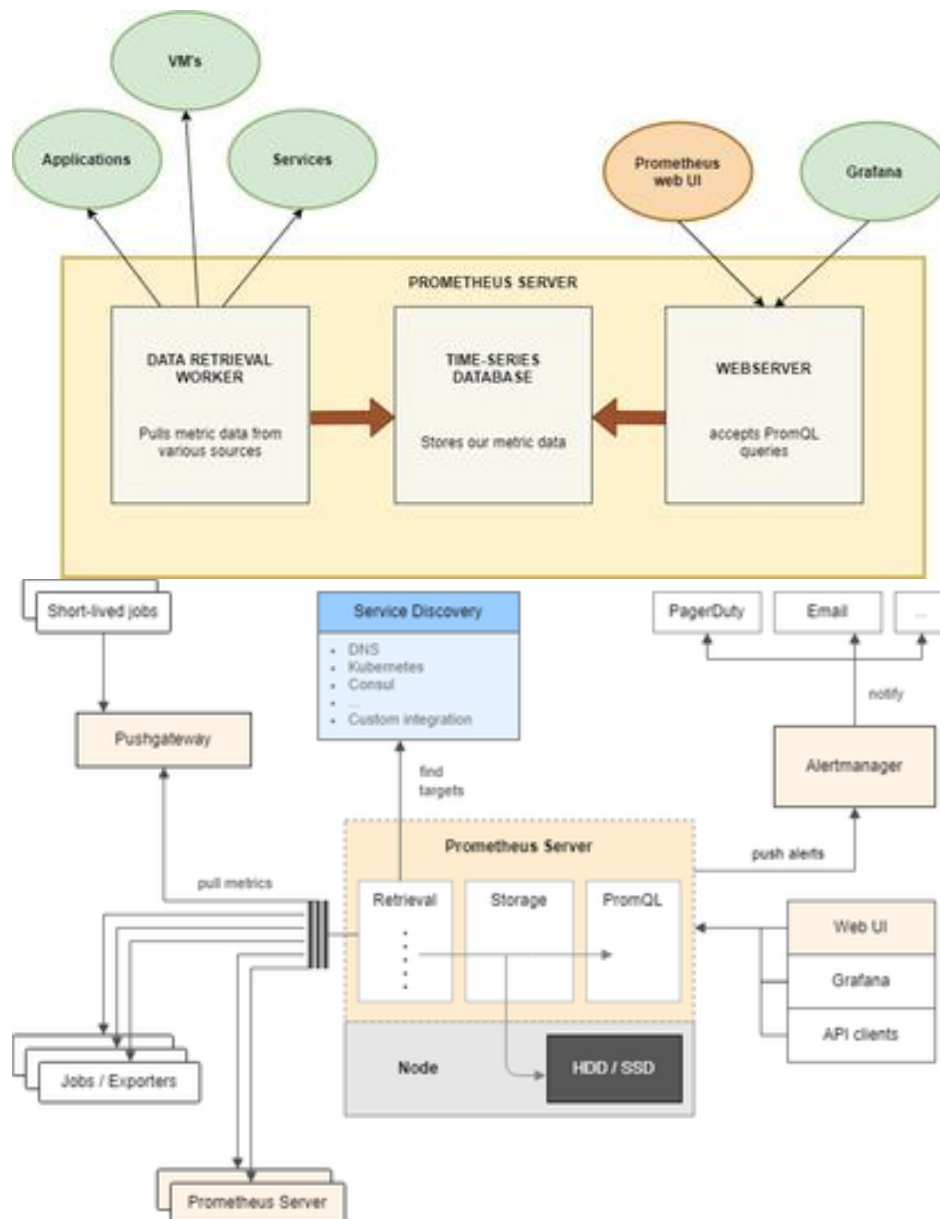 VM's
Applications
Services
Prometheus
web UI
Grafana
PROMETHEUS SERVER
DATA RETRIEVAL
WORKER
Pulls metric data from
various sources
TIME-SERIES
DATABASE
Stores our metric data
WEBSERVER
accepts PromQL
queries
Short-lived jobs
Pushgateway
Service Discovery
• DNS
• Kubernetes
• Consul
• ...
• Custom integration
find
targets
PagerDuty
Email
...
notify
Alertmanager
push alerts
pull metrics
Prometheus Server
Retrieval
Storage
PromQL
Node
HDD / SSD
Web UI
Grafana
API clients
Jobs / Exporters
Prometheus Server